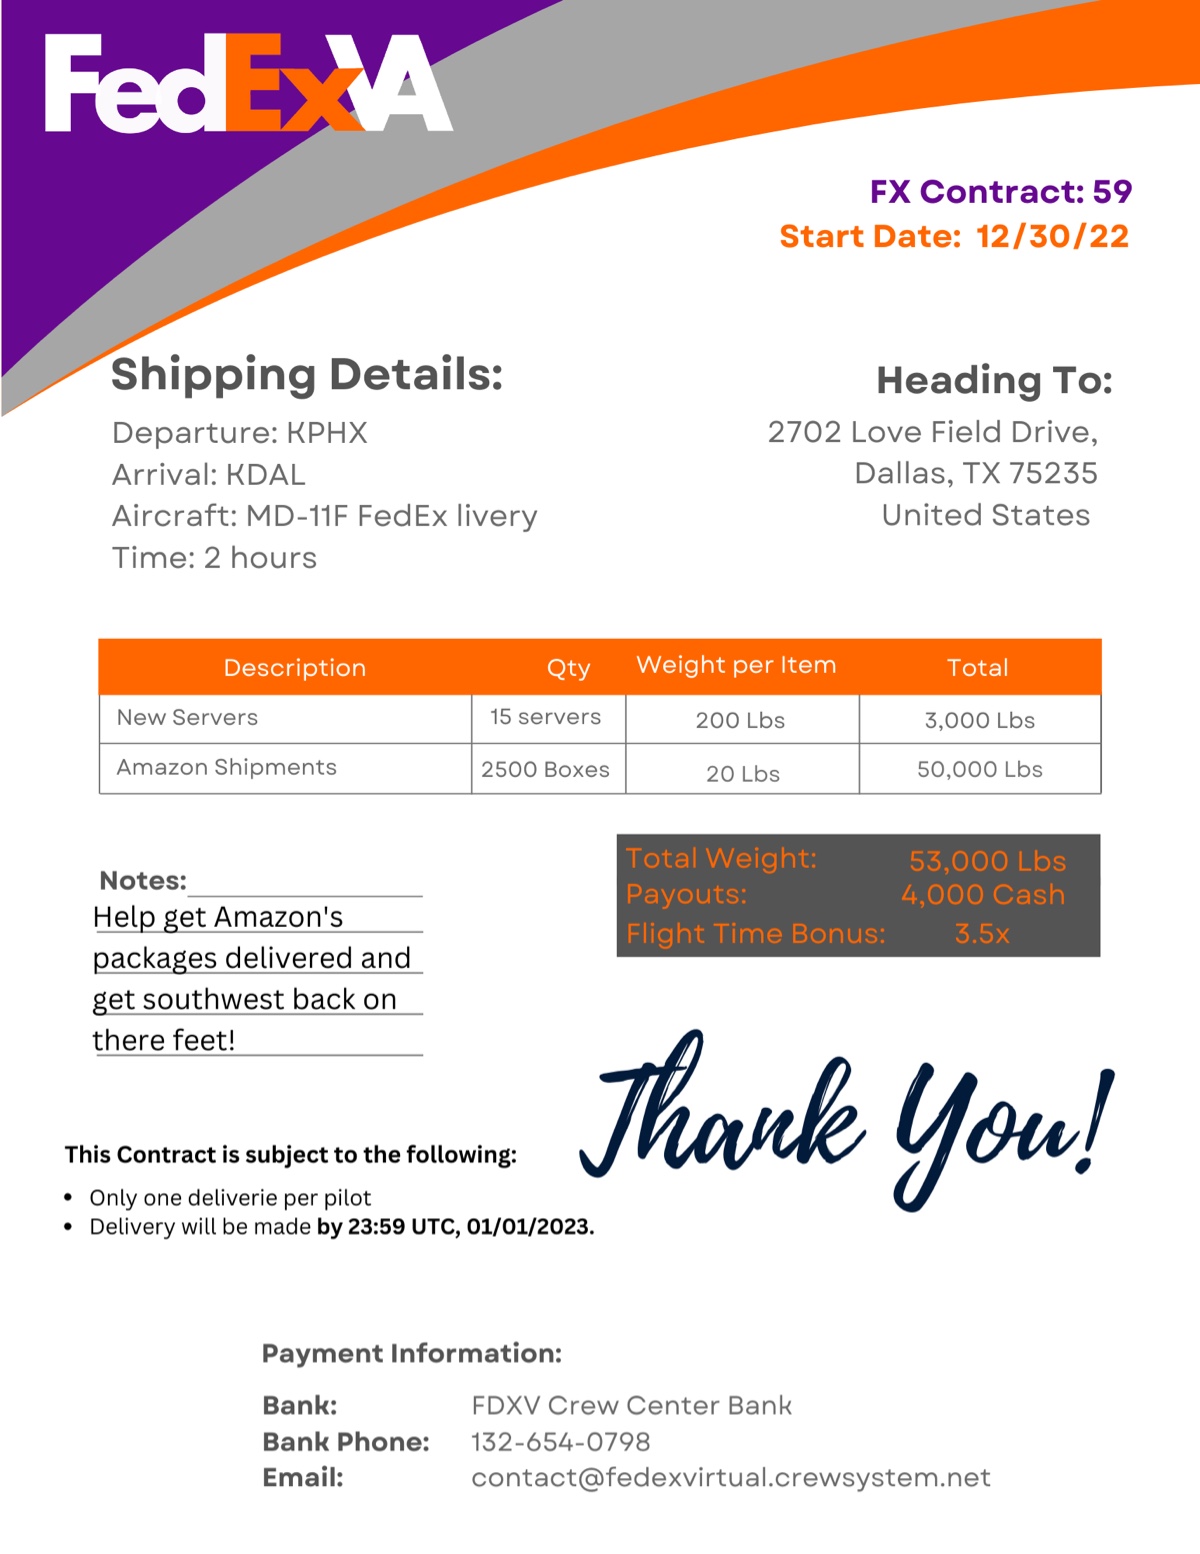 FedExVA
FX Contract: 59
Start Date: 12/30/22
Shipping Details:
Departure: KPHX
Arrival: KDAL
Aircraft: MD-11F FedEx livery
Time: 2 hours
Heading To:
2702 Love Field Drive,
Dallas, TX 75235
United States
Description Qty Weight per Item Total
New Servers 15 servers 200 Lbs 3,000 Lbs
Amazon Shipments 2500 Boxes 20 Lbs 50,000 Lbs
Total Weight: 53,000 Lbs
Payouts: 4,000 Cash
Flight Time Bonus: 3.5x
Notes:
Help get Amazon's
packages delivered and
get southwest back on
there feet!
Thank You!
This Contract is subject to the following:
• Only one deliverie per pilot
• Delivery will be made by 23:59 UTC, 01/01/2023.
Payment Information:
Bank: FDXV Crew Center Bank
Bank Phone: 132-654-0798
Email: contact@fedexvirtual.crewsystem.net